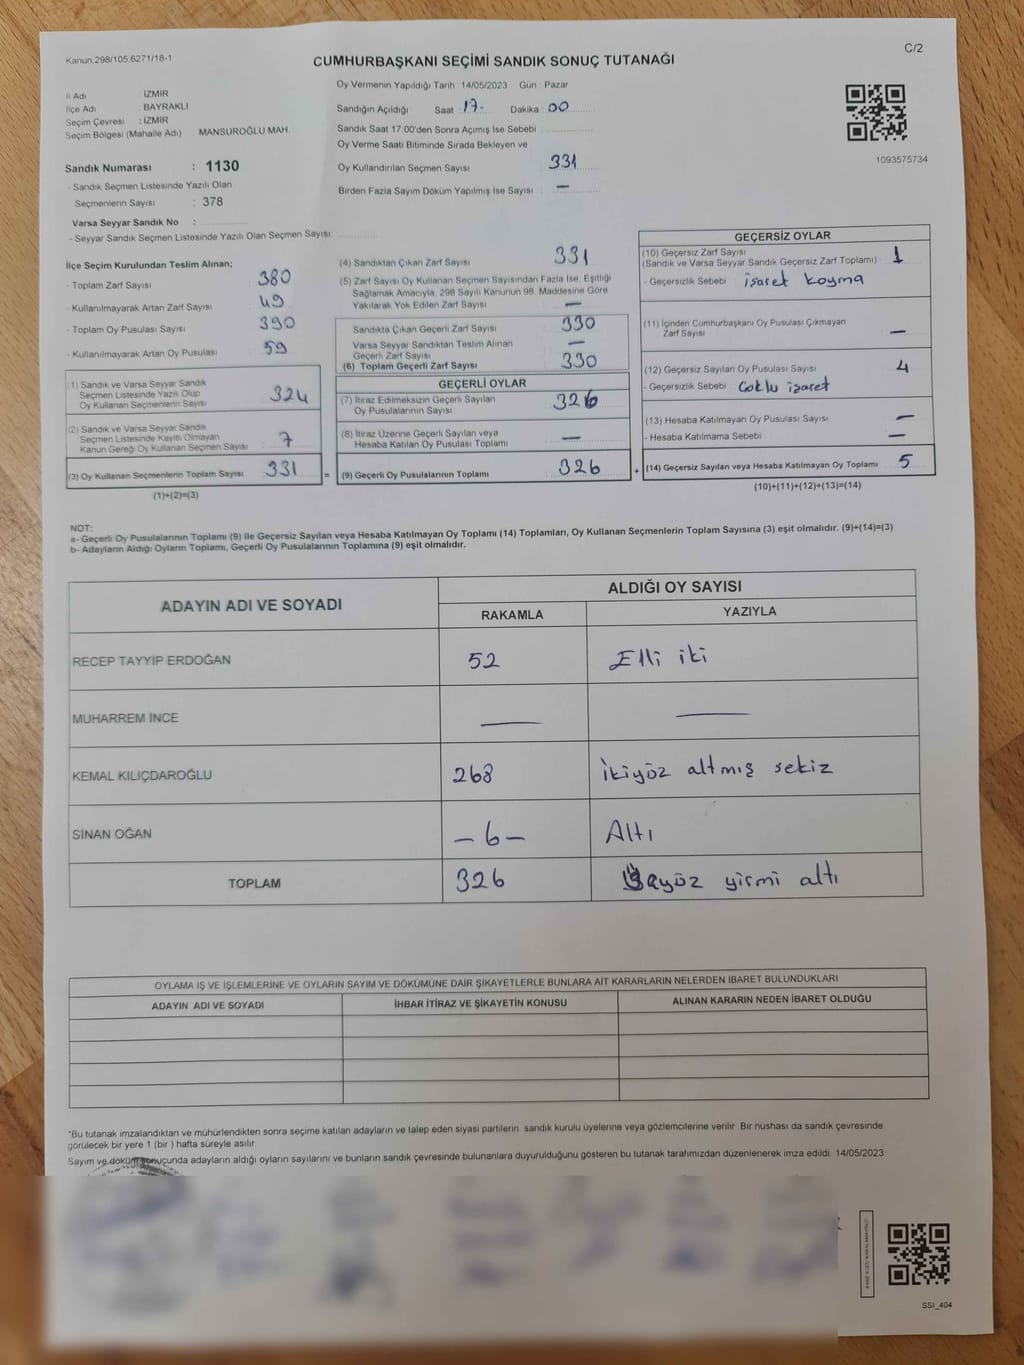 Kanun:298/105,6271/18-1
C/2
CUMHURBAŞKANI SEÇİMİ SANDIK SONUÇ TUTANAĞI
Oy Vermenin Yapıldığı Tarih :14/05/2023 Gün : Pazar
İl Adı İZMİR
İlçe Adı : BAYRAKLI
Seçim Çevresi : İZMİR
Seçim Bölgesi (Mahalle Adı) : MANSUROĞLU MAH.
Sandığın Açıldığı Saat 17- Dakika : 00
Sandık Saat 17:00'den Sonra Açımış İse Sebebi
Oy Verme Saati Bitiminde Sırada Bekleyen ve
Oy Kullandırılan Seçmen Sayısı 331
Birden Fazla Sayım Döküm Yapılmış İse Sayısı : —
1093575734
Sandık Numarası : 1130
- Sandık Seçmen Listesinde Yazılı Olan
Seçmenlerin Sayısı : 378
Varsa Seyyar Sandık No :
- Seyyar Sandık Seçmen Listesinde Yazılı Olan Seçmen Sayısı:
İlçe Seçim Kurulundan Teslim Alınan;
- Toplam Zarf Sayısı 380
- Kullanılmayarak Artan Zarf Sayısı 49
- Toplam Oy Pusulası Sayısı 390
- Kullanılmayarak Artan Oy Pusulası 59
(1) Sandık ve Varsa Seyyar Sandık
Seçmen Listesinde Yazılı Olup
Oy Kullanan Seçmenlerin Sayısı 324
(2) Sandık ve Varsa Seyyar Sandık
Seçmen Listesinde Kayıtlı Olmayan
Kanun Gereği Oy Kullanan Seçmen Sayısı 7
(3) Oy Kullanan Seçmenlerin Toplam Sayısı 331 =
(1)+(2)=(3)
(4) Sandıktan Çıkan Zarf Sayısı 331
(5) Zarf Sayısı Oy Kullanan Seçmen Sayısından Fazla İse, Eşitliği
Sağlamak Amacıyla, 298 Sayılı Kanunun 98. Maddesine Göre
Yakılarak Yok Edilen Zarf Sayısı —
Sandıkta Çıkan Geçerli Zarf Sayısı 330
Varsa Seyyar Sandıktan Teslim Alınan
Geçerli Zarf Sayısı —
(6) Toplam Geçerli Zarf Sayısı 330
GEÇERLİ OYLAR
(7) İtiraz Edilmeksizin Geçerli Sayılan
Oy Pusulalarının Sayısı 326
(8) İtiraz Üzerine Geçerli Sayılan veya
Hesaba Katılan Oy Pusulası Toplamı —
(9) Geçerli Oy Pusulalarının Toplamı 326 +
GEÇERSİZ OYLAR
(10) Geçersiz Zarf Sayısı 1
(Sandık ve Varsa Seyyar Sandık Geçersiz Zarf Toplamı)
- Geçersizlik Sebebi işaret koyma
(11) İçinden Cumhurbaşkanı Oy Pusulası Çıkmayan
Zarf Sayısı —
(12) Geçersiz Sayılan Oy Pusulası Sayısı 4
- Geçersizlik Sebebi Çoklu işaret
(13) Hesaba Katılmayan Oy Pusulası Sayısı —
- Hesaba Katılmama Sebebi —
(14) Geçersiz Sayılan veya Hesaba Katılmayan Oy Toplamı 5
(10)+(11)+(12)+(13)=(14)
NOT:
a- Geçerli Oy Pusulalarının Toplamı (9) ile Geçersiz Sayılan veya Hesaba Katılmayan Oy Toplamı (14) Toplamları, Oy Kullanan Seçmenlerin Toplam Sayısına (3) eşit olmalıdır. (9)+(14)=(3)
b- Adayların Aldığı Oyların Toplamı, Geçerli Oy Pusulalarının Toplamına (9) eşit olmalıdır.
ADAYIN ADI VE SOYADI
ALDIĞI OY SAYISI
RAKAMLA YAZIYLA
RECEP TAYYİP ERDOĞAN 52 Elli iki
MUHARREM İNCE — —
KEMAL KILIÇDAROĞLU 268 ikiyüz altmış sekiz
SİNAN OĞAN -6- Altı
TOPLAM 326 yirmi altı
OYLAMA İŞ VE İŞLEMLERİNE VE OYLARIN SAYIM VE DÖKÜMÜNE DAİR ŞİKAYETLERLE BUNLARA AİT KARARLARIN NELERDEN İBARET BULUNDUKLARI
ADAYIN ADI VE SOYADI İHBAR İTİRAZ VE ŞİKAYETİN KONUSU ALINAN KARARIN NEDEN İBARET OLDUĞU
*Bu tutanak imzalandıktan ve mühürlendikten sonra seçime katılan adayların ve talep eden siyasi partilerin sandık kurulu üyelerine veya gözlemcilerine verilir. Bir nüshası da sandık çevresinde
görülecek bir yere 1 (bir ) hafta süreyle asılır.
Sayım ve döküm sonucunda adayların aldığı oyların sayılarını ve bunların sandık çevresinde bulunanlara duyurulduğunu gösteren bu tutanak tarafımızdan düzenlenerek imza edildi. 14/05/2023
SSI_404